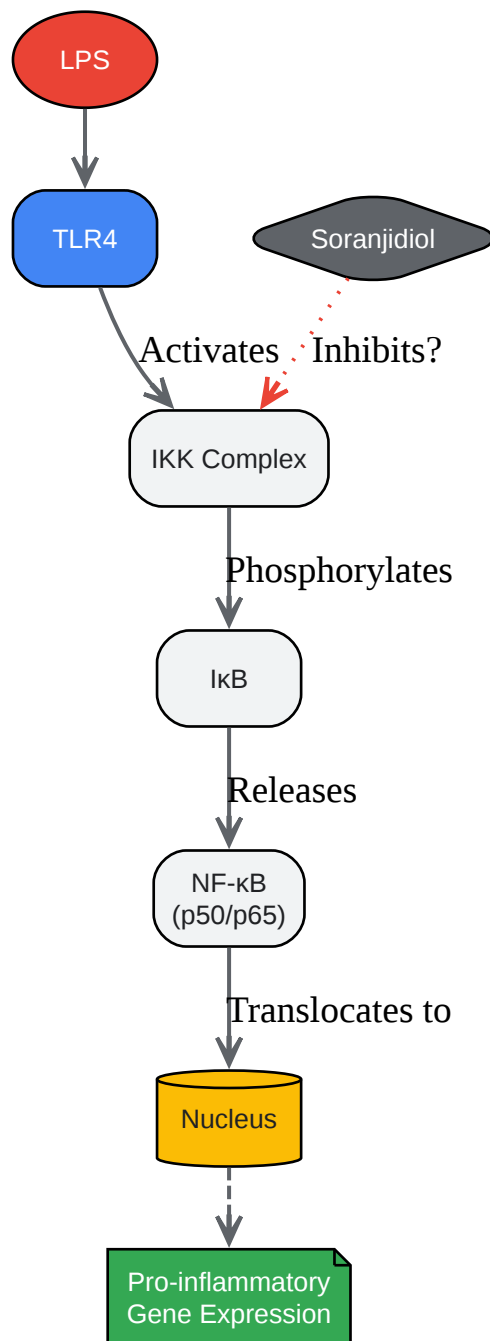 LPS
TLR4
Soranjidiol
Activates
Inhibits?
IKK Complex
Phosphorylates
IκB
Releases
NF-κB
(p50/p65)
Translocates to
Nucleus
Pro-inflammatory
Gene Expression